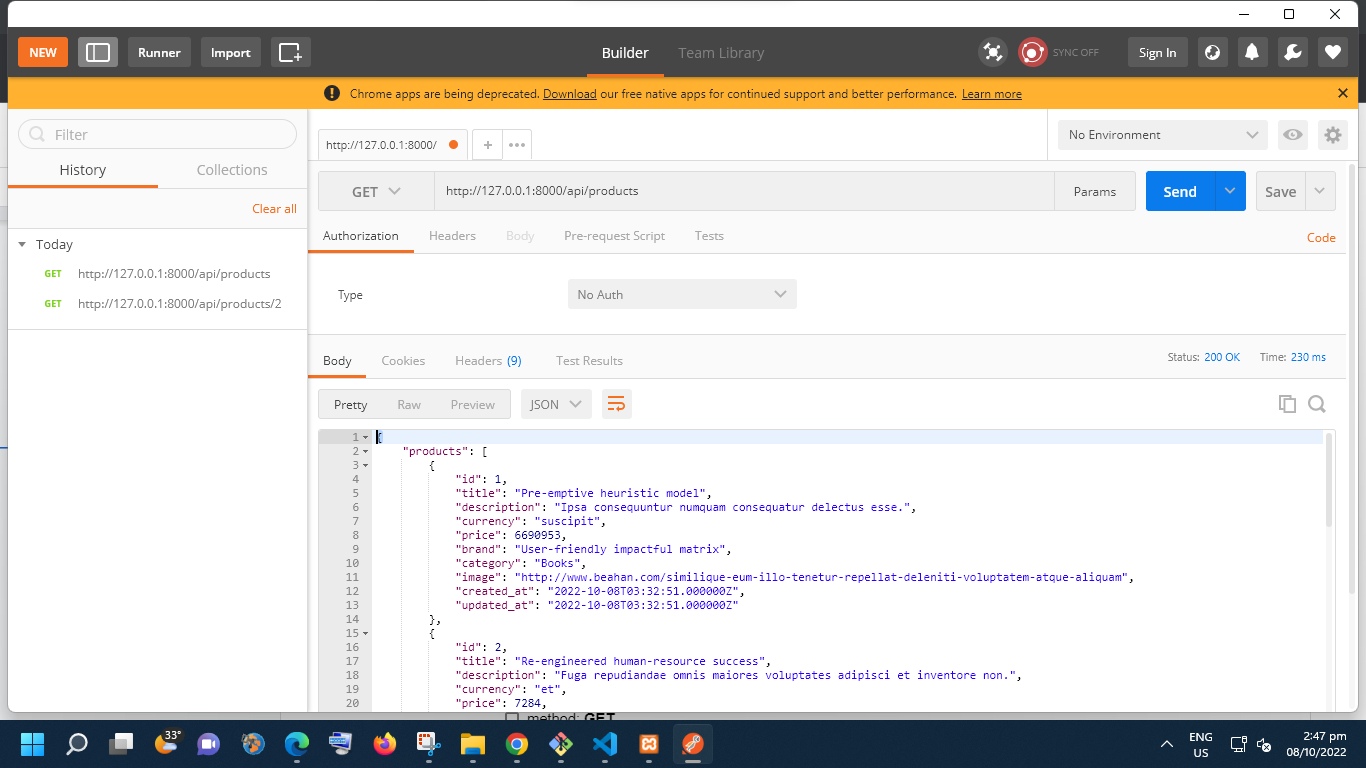 NEW
Runner
Import
Builder
Team Library
SYNC OFF
Sign In
Chrome apps are being deprecated. Download our free native apps for continued support and better performance. Learn more
Filter
History
Collections
Clear all
Today
GET http://127.0.0.1:8000/api/products
GET http://127.0.0.1:8000/api/products/2
http://127.0.0.1:8000/
No Environment
GET
http://127.0.0.1:8000/api/products
Params
Send
Save
Authorization
Headers
Body
Pre-request Script
Tests
Code
Type
No Auth
Body
Cookies
Headers (9)
Test Results
Status: 200 OK
Time: 230 ms
Pretty
Raw
Preview
JSON
1 {
2 "products": [
3 {
4 "id": 1,
5 "title": "Pre-emptive heuristic model",
6 "description": "Ipsa consequuntur numquam consequatur delectus esse.",
7 "currency": "suscipit",
8 "price": 6690953,
9 "brand": "User-friendly impactful matrix",
10 "category": "Books",
11 "image": "http://www.beahan.com/similique-eum-illo-tenetur-repellat-deleniti-voluptatem-atque-aliquam",
12 "created_at": "2022-10-08T03:32:51.000000Z",
13 "updated_at": "2022-10-08T03:32:51.000000Z"
14 },
15 {
16 "id": 2,
17 "title": "Re-engineered human-resource success",
18 "description": "Fuga repudiandae omnis maiores voluptates adipisci et inventore non.",
19 "currency": "et",
20 "price": 7284,
method: GET
33°
ENG
US
2:47 pm
08/10/2022